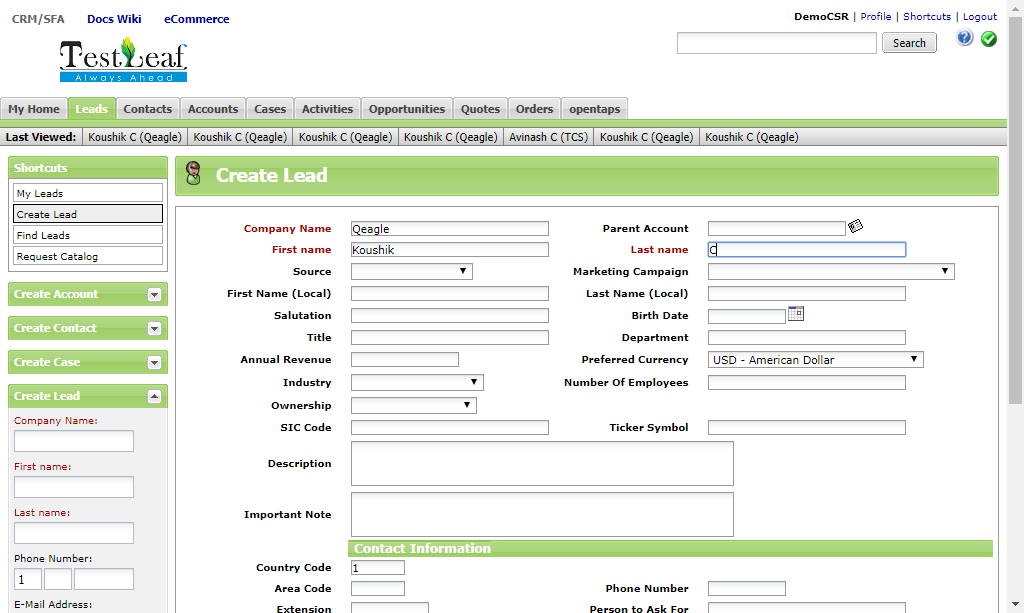 CRM/SFA Docs Wiki eCommerce
DemoCSR | Profile | Shortcuts | Logout
TestLeaf
Always Ahead
Search
My Home Leads Contacts Accounts Cases Activities Opportunities Quotes Orders opentaps
Last Viewed: Koushik C (Qeagle) Koushik C (Qeagle) Koushik C (Qeagle) Koushik C (Qeagle) Avinash C (TCS) Koushik C (Qeagle) Koushik C (Qeagle)
Shortcuts
My Leads
Create Lead
Find Leads
Request Catalog
Create Account
Create Contact
Create Case
Create Lead
Company Name:
First name:
Last name:
Phone Number:
1
E-Mail Address:
Create Lead
Company Name Qeagle Parent Account
First name Koushik Last name C
Source Marketing Campaign
First Name (Local) Last Name (Local)
Salutation Birth Date
Title Department
Annual Revenue Preferred Currency USD - American Dollar
Industry Number Of Employees
Ownership
SIC Code Ticker Symbol
Description
Important Note
Contact Information
Country Code 1
Area Code Phone Number
Extension Person to Ask For